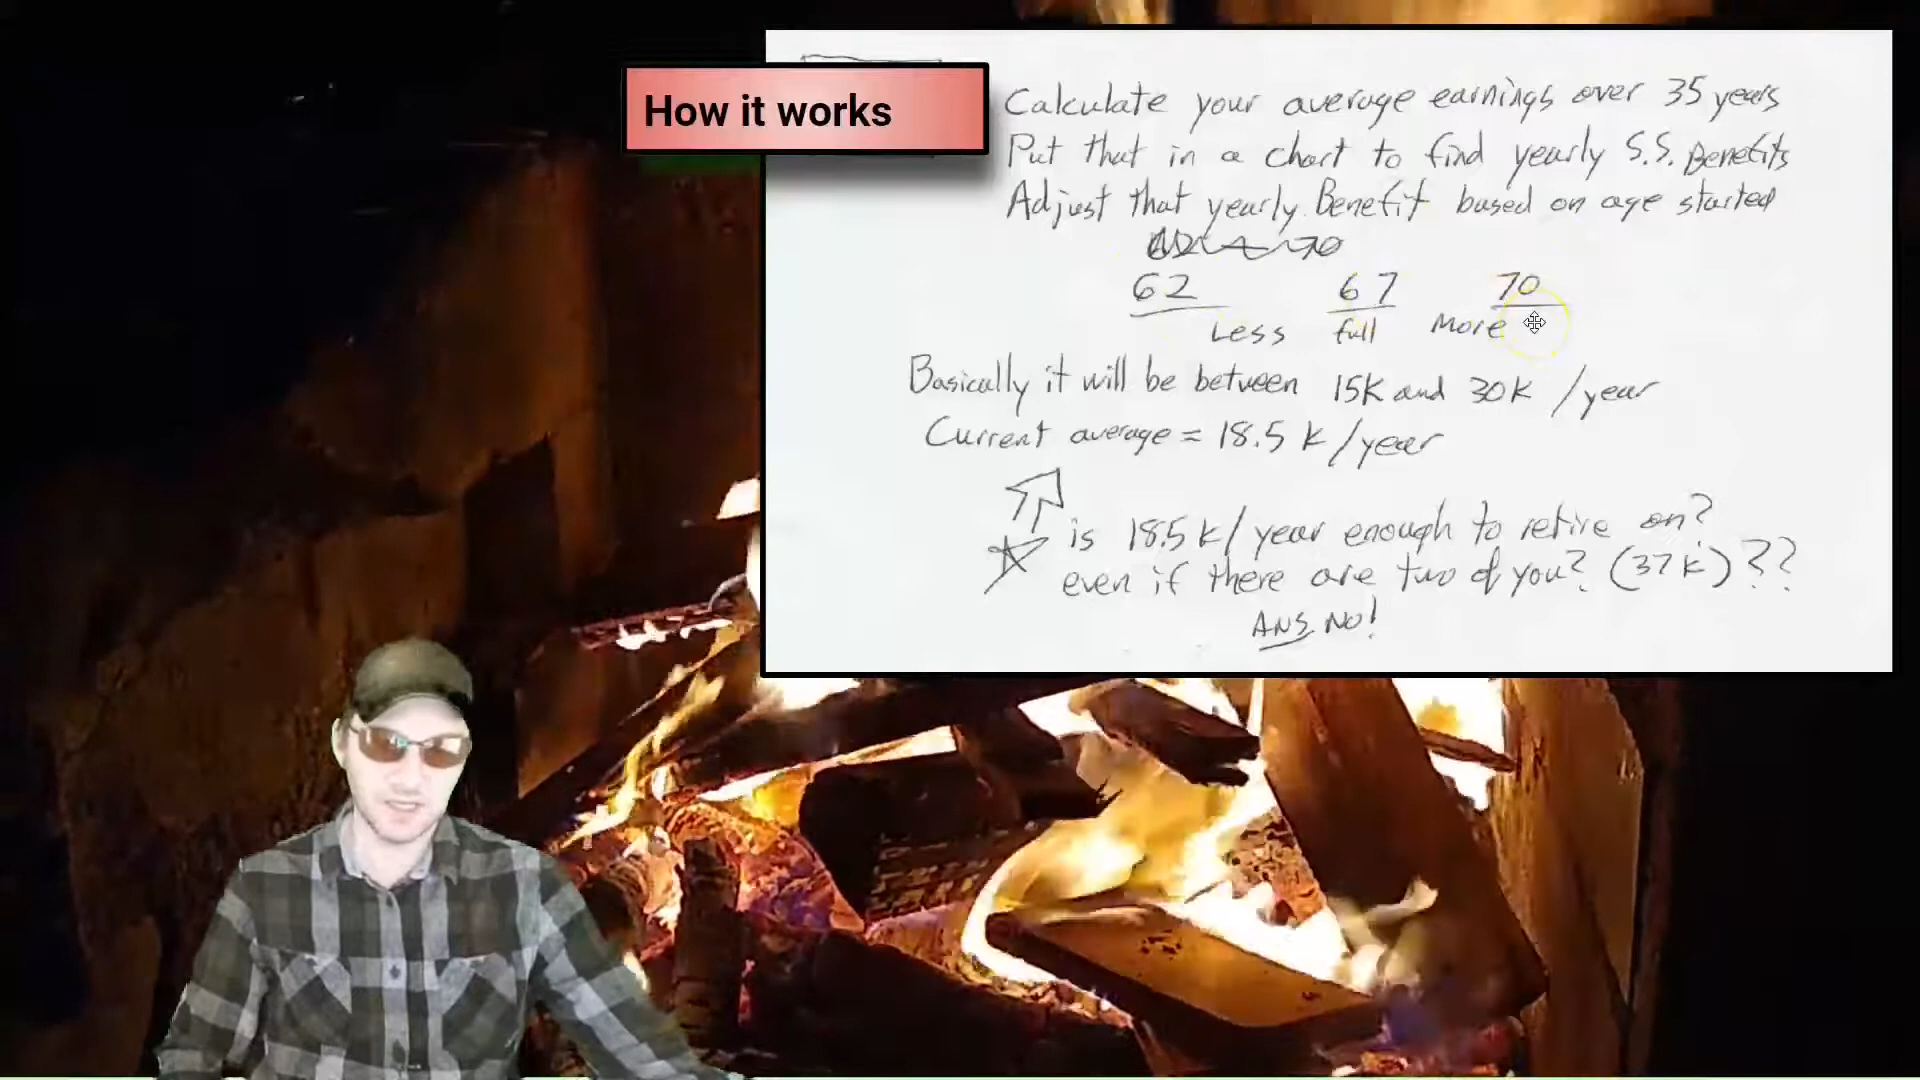 How it works
Calculate your average earnings over 35 years
Put that in a chart to find yearly S.S. Benefits
Adjust that yearly Benefit based on age started
62 67 70
Less full More
Basically it will be between 15K and 30K /year
Current average = 18.5 K/year
is 18.5 k/year enough to retire on?
even if there are two of you? (37k)??
ANS. No!